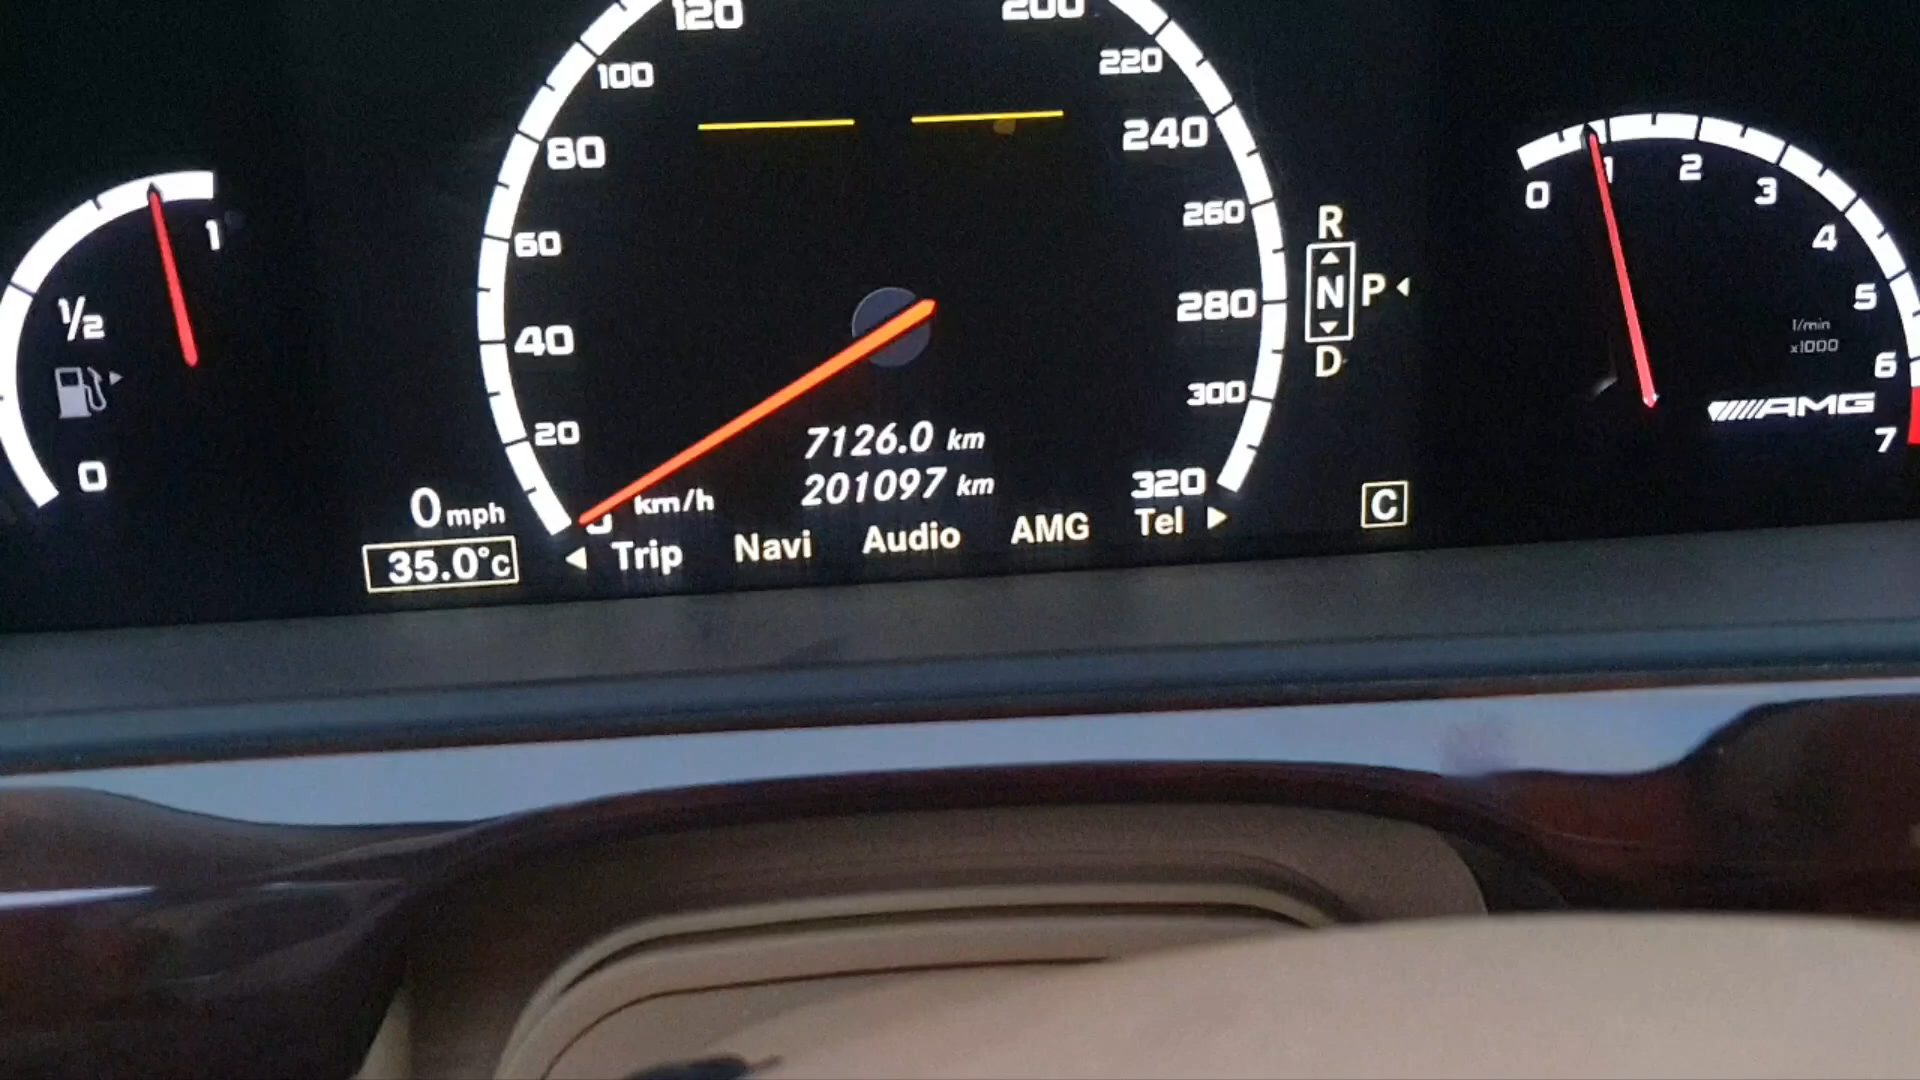 1
1/2
0
120
100
80
60
40
20
0
200
220
240
260
280
300
320
km/h
7126.0 km
201097 km
0 mph
35.0°c
Trip Navi Audio AMG Tel
R
N P
D
C
0 1 2 3 4 5 6 7
1/min
x1000
AMG